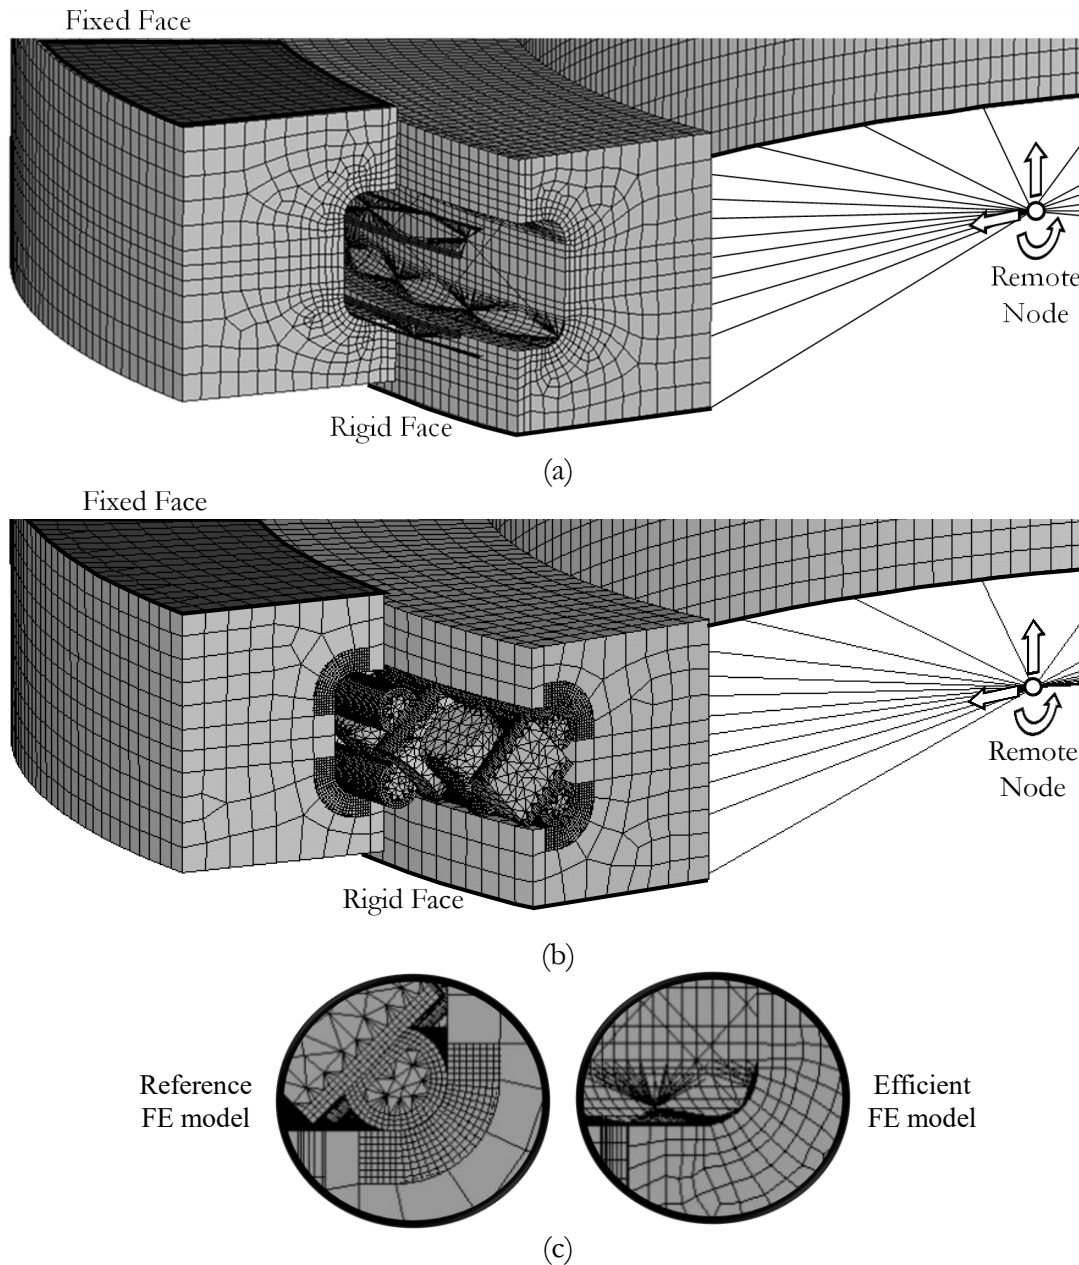 Fixed Face
Remote
Node
Rigid Face
(a)
Fixed Face
Remote
Node
Rigid Face
(b)
Reference
FE model
Efficient
FE model
(c)